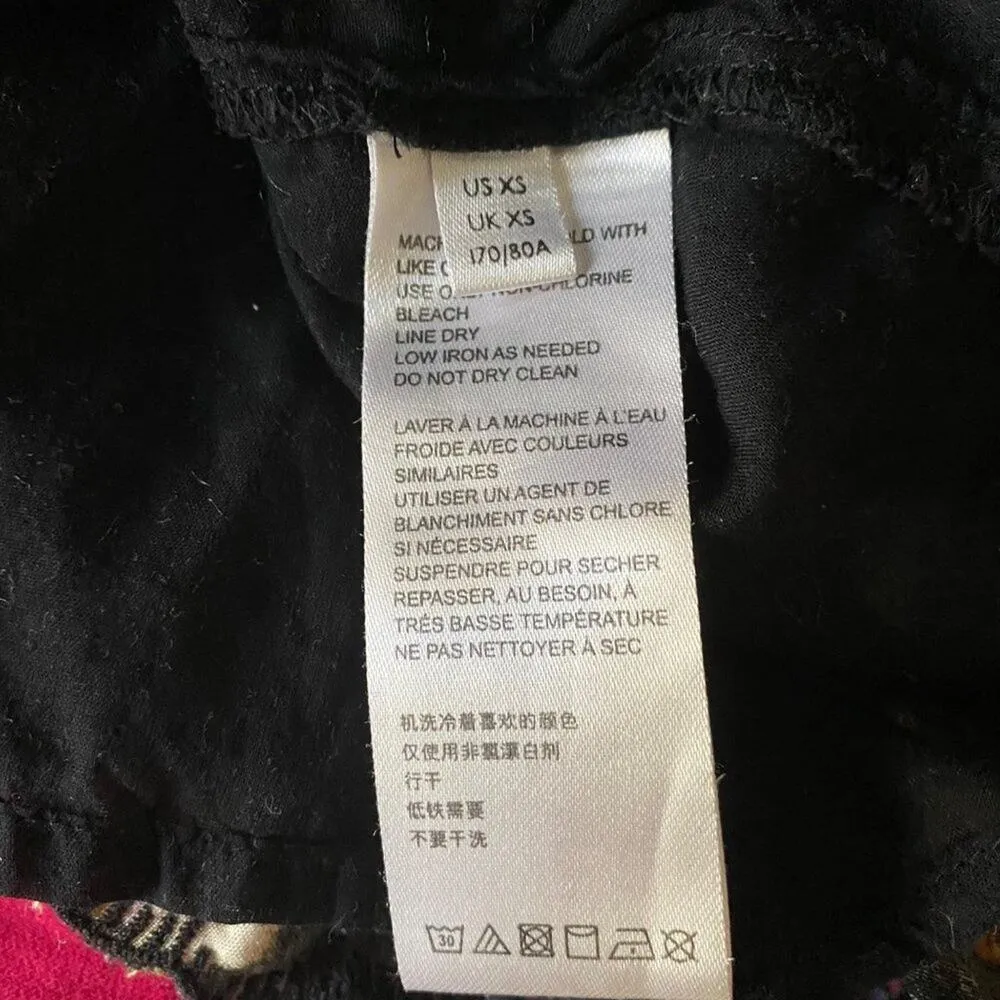 US XS
UK XS
170/80A
LD WITH
LIKE
USE NON-CHLORINE
BLEACH
LINE DRY
LOW IRON AS NEEDED
DO NOT DRY CLEAN
LAVER À LA MACHINE À L'EAU
FROIDE AVEC COULEURS
SIMILAIRES
UTILISER UN AGENT DE
BLANCHIMENT SANS CHLORE
SI NÉCESSAIRE
SUSPENDRE POUR SECHER
REPASSER, AU BESOIN, À
TRÉS BASSE TEMPÉRATURE
NE PAS NETTOYER À SEC
机洗冷着喜欢的颜色
仅使用非氯漂白剂
行干
低铁需要
不要干洗
30